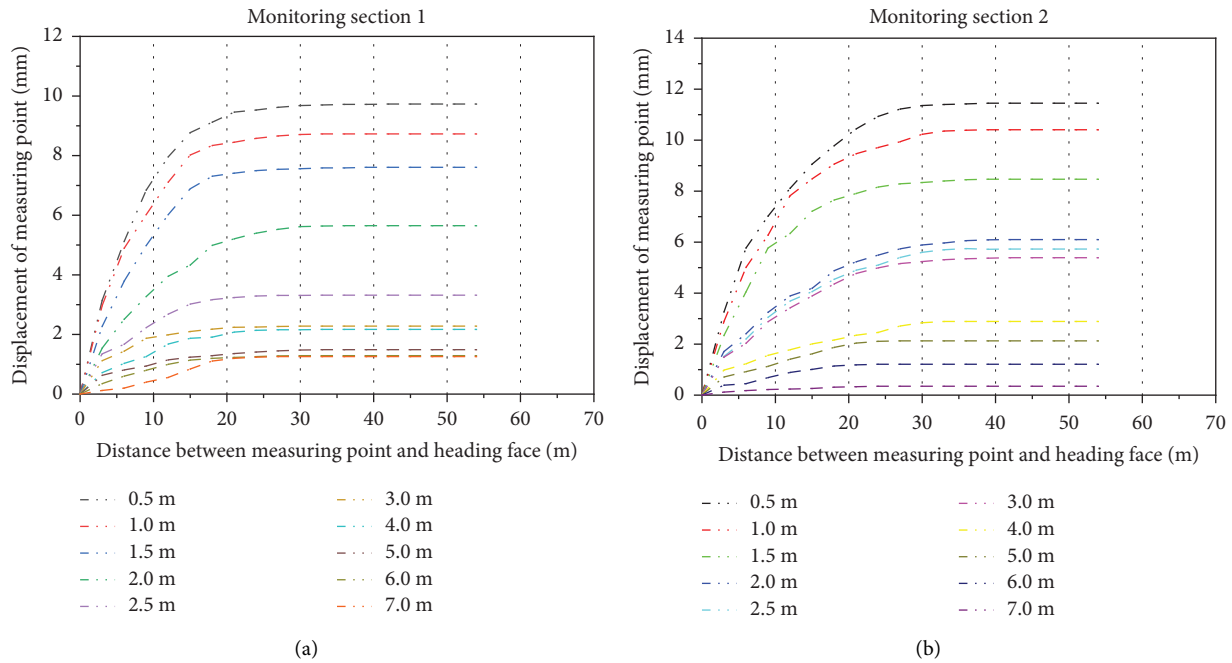 Monitoring section 1
12
10
8
6
4
2
0
Displacement of measuring point (mm)
0 10 20 30 40 50 60 70
Distance between measuring point and heading face (m)
0.5 m
1.0 m
1.5 m
2.0 m
2.5 m
3.0 m
4.0 m
5.0 m
6.0 m
7.0 m
(a)
Monitoring section 2
14
12
10
8
6
4
2
0
Displacement of measuring point (mm)
0 10 20 30 40 50 60 70
Distance between measuring point and heading face (m)
0.5 m
1.0 m
1.5 m
2.0 m
2.5 m
3.0 m
4.0 m
5.0 m
6.0 m
7.0 m
(b)